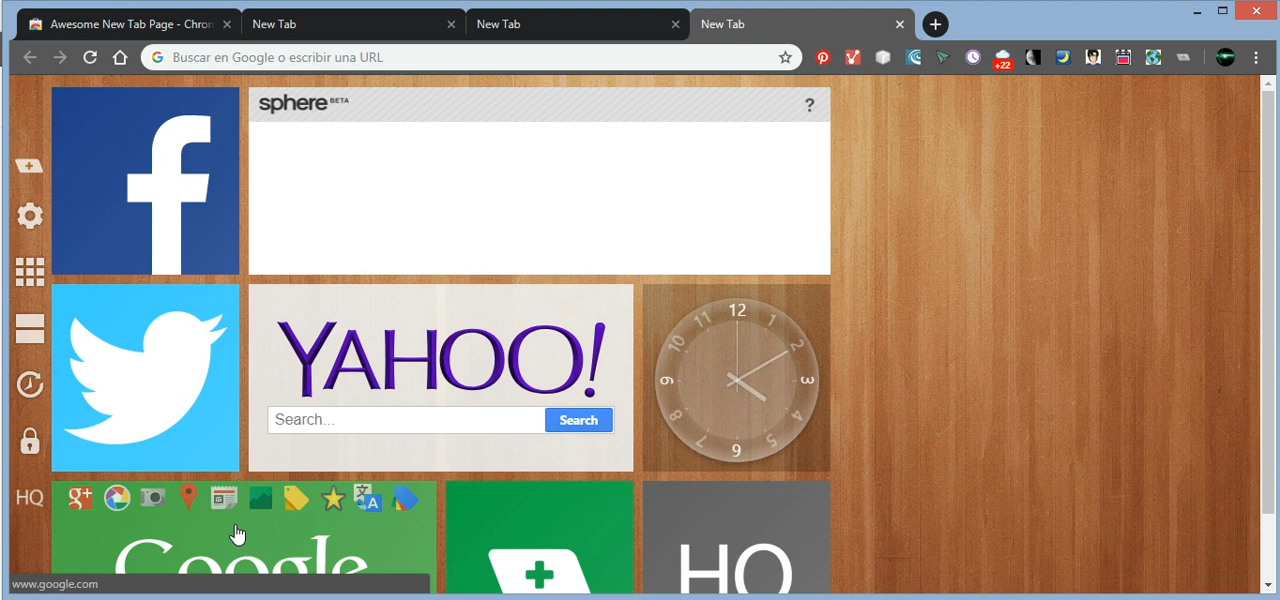 Awesome New Tab Page - Chron
New Tab
New Tab
New Tab
Buscar en Google o escribir una URL
+22
sphere BETA
?
f
YAHOO!
Search...
Search
12
1
2
3
4
5
6
7
8
9
10
11
HQ
g+
文A
Google
HQ
www.google.com